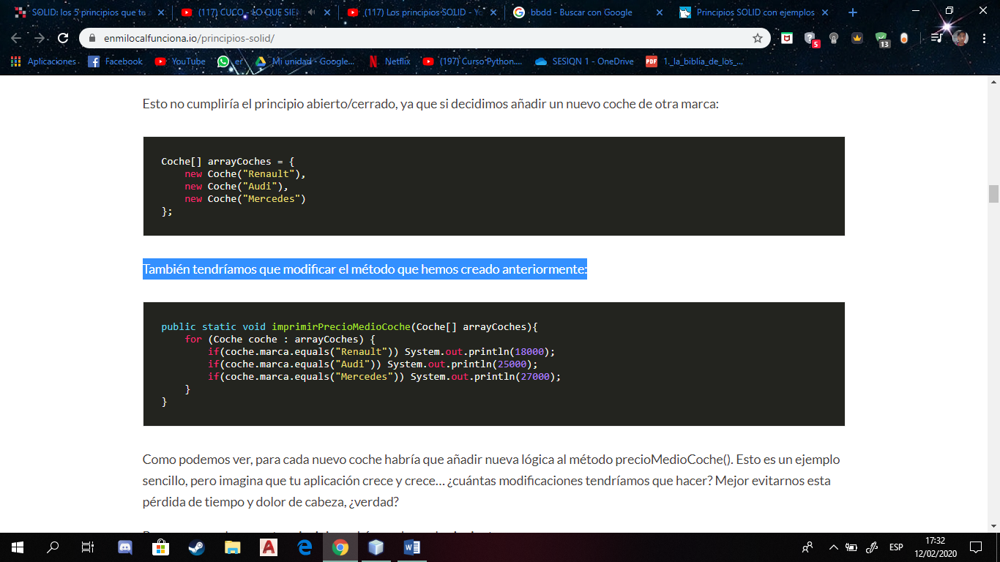 SOLID: los 5 principios que te a
(117) CUCO - LO QUE SIEN
(117) Los principios SOLID - Yo
bbdd - Buscar con Google
Principios SOLID con ejemplos
enmilocalfunciona.io/principios-solid/
5
13
Aplicaciones
Facebook
YouTube
er
Mi unidad - Google...
Netflix
(197) Curso Python....
SESIQN 1 - OneDrive
PDF
1._la_biblia_de_los_...
Esto no cumpliría el principio abierto/cerrado, ya que si decidimos añadir un nuevo coche de otra marca:
Coche[] arrayCoches = {
new Coche("Renault"),
new Coche("Audi"),
new Coche("Mercedes")
};
También tendríamos que modificar el método que hemos creado anteriormente:
public static void imprimirPrecioMedioCoche(Coche[] arrayCoches){
for (Coche coche : arrayCoches) {
if(coche.marca.equals("Renault")) System.out.println(18000);
if(coche.marca.equals("Audi")) System.out.println(25000);
if(coche.marca.equals("Mercedes")) System.out.println(27000);
}
}
Como podemos ver, para cada nuevo coche habría que añadir nueva lógica al método precioMedioCoche(). Esto es un ejemplo
sencillo, pero imagina que tu aplicación crece y crece… ¿cuántas modificaciones tendríamos que hacer? Mejor evitarnos esta
pérdida de tiempo y dolor de cabeza, ¿verdad?
ESP
17:32
12/02/2020